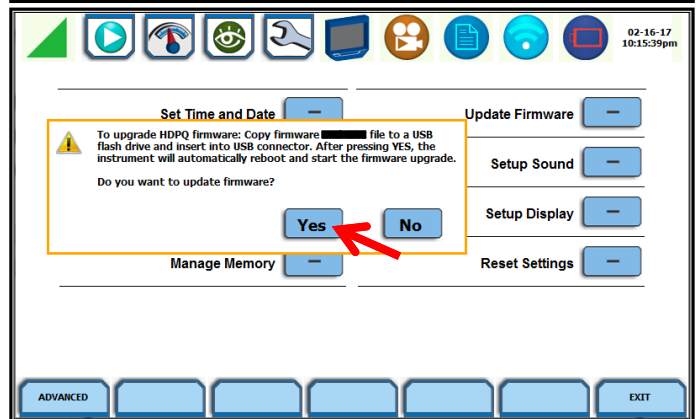 02-16-17
10:15:39pm
Set Time and Date
Update Firmware
To upgrade HDPQ firmware: Copy firmware file to a USB
flash drive and insert into USB connector. After pressing YES, the
instrument will automatically reboot and start the firmware upgrade.
Do you want to update firmware?
Yes
No
Setup Sound
Setup Display
Manage Memory
Reset Settings
ADVANCED
EXIT